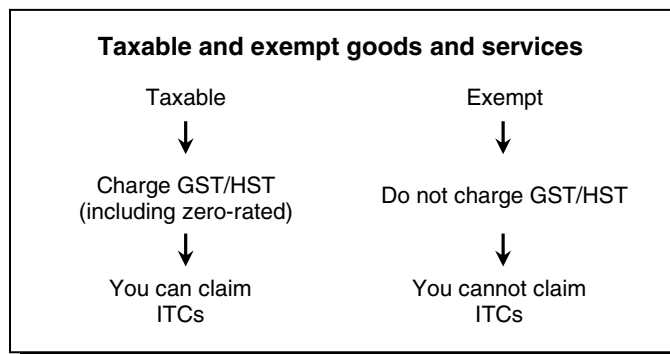 Taxable and exempt goods and services
Taxable
Exempt
Charge GST/HST
(including zero-rated)
Do not charge GST/HST
You can claim
ITCs
You cannot claim
ITCs